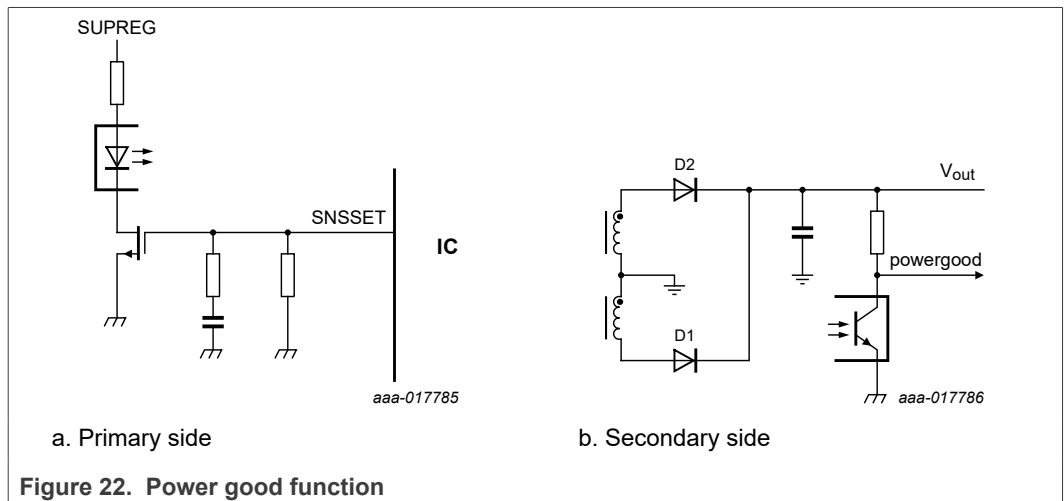 SUPREG
SNSSET
IC
aaa-017785
a. Primary side
D2
Vout
powergood
D1
aaa-017786
b. Secondary side
Figure 22. Power good function